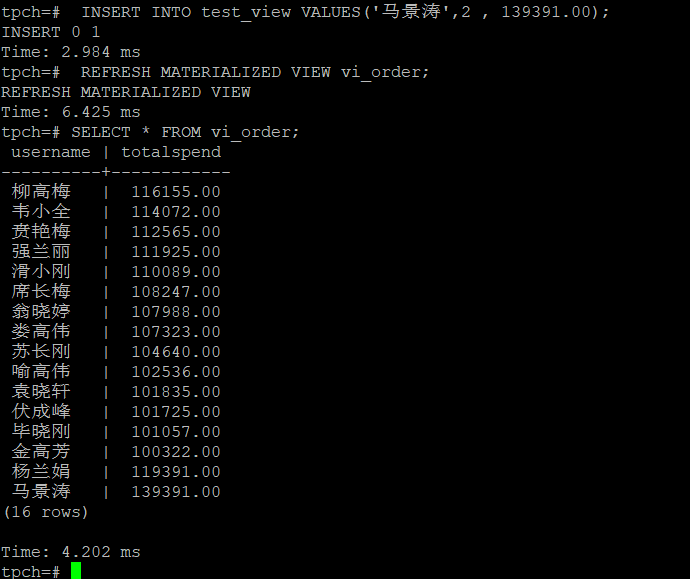 tpch=#  INSERT INTO test_view VALUES('马景涛',2 , 139391.00);
INSERT 0 1
Time: 2.984 ms
tpch=#  REFRESH MATERIALIZED VIEW vi_order;
REFRESH MATERIALIZED VIEW
Time: 6.425 ms
tpch=# SELECT * FROM vi_order;
 username | totalspend
----------+------------
 柳高梅   |  116155.00
 韦小全   |  114072.00
 贲艳梅   |  112565.00
 强兰丽   |  111925.00
 滑小刚   |  110089.00
 席长梅   |  108247.00
 翁晓婷   |  107988.00
 娄高伟   |  107323.00
 苏长刚   |  104640.00
 喻高伟   |  102536.00
 袁晓轩   |  101835.00
 伏成峰   |  101725.00
 毕晓刚   |  101057.00
 金高芳   |  100322.00
 杨兰娟   |  119391.00
 马景涛   |  139391.00
(16 rows)
Time: 4.202 ms
tpch=#